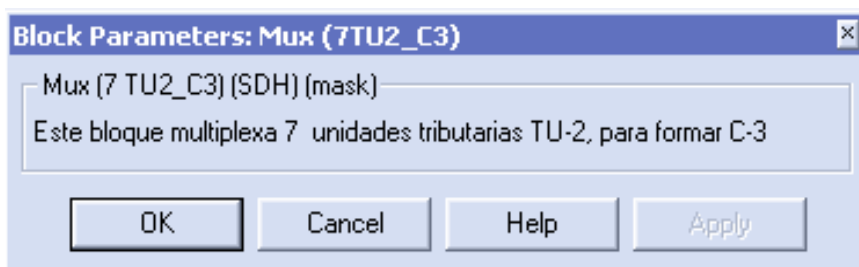 Block Parameters: Mux (7TU2_C3)
Mux (7 TU2_C3) (SDH) (mask)
Este bloque multiplexa 7 unidades tributarias TU-2, para formar C-3
OK Cancel Help Apply